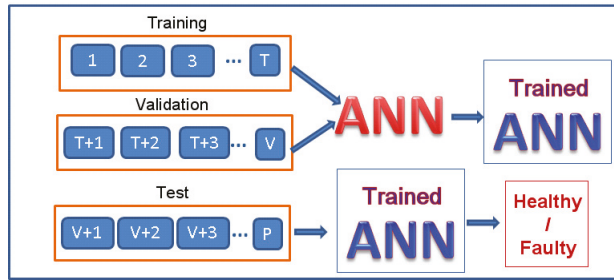 Training
1 2 3 ... T
Validation
T+1 T+2 T+3 ... V
ANN
Trained
ANN
Test
V+1 V+2 V+3 ... P
Trained
ANN
Healthy
/
Faulty